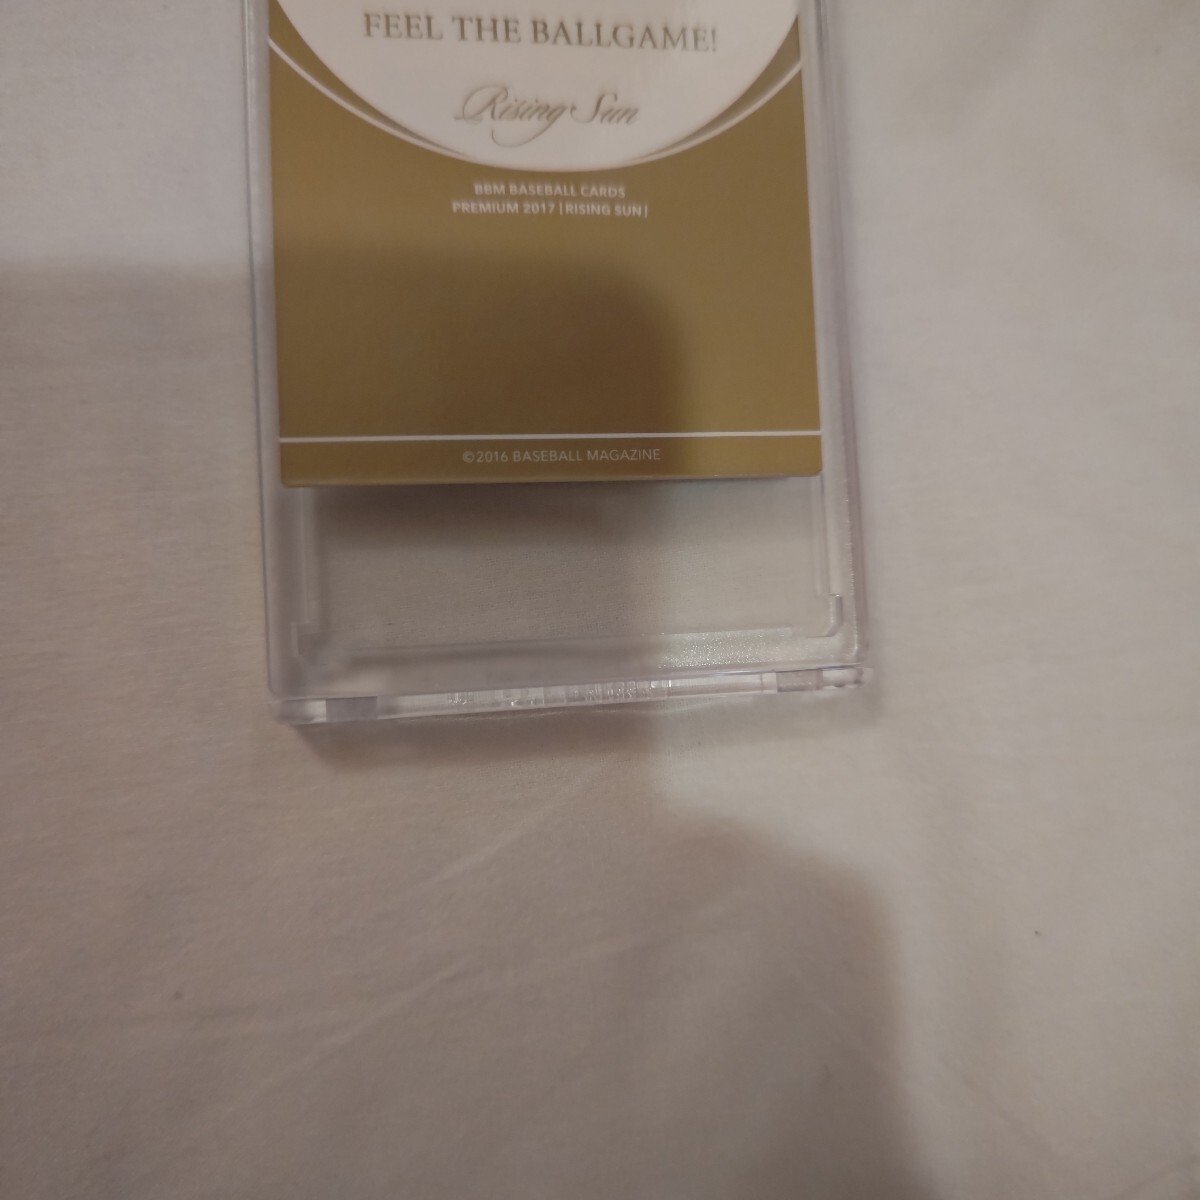 FEEL THE BALLGAME!
Rising Sun
BBM BASEBALL CARDS
PREMIUM 2017 [RISING SUN]
©2016 BASEBALL MAGAZINE